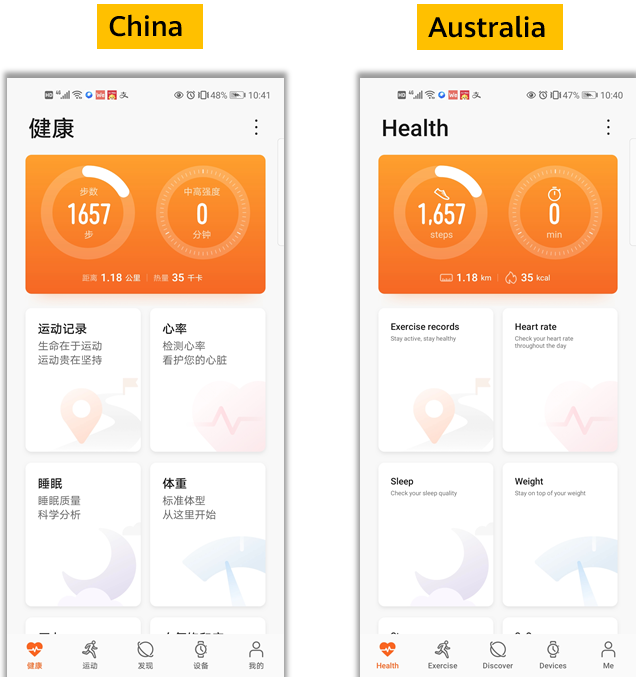 China
Australia
HD 4G 48% 10:41
健康
步数
1657
步
中高强度
0
分钟
距离 1.18 公里 热量 35 千卡
运动记录
生命在于运动
运动贵在坚持
心率
检测心率
看护您的心脏
睡眠
睡眠质量
科学分析
体重
标准体型
从这里开始
健康 运动 发现 设备 我的
HD 4G 47% 10:40
Health
1,657
steps
0
min
1.18 km 35 kcal
Exercise records
Stay active, stay healthy
Heart rate
Check your heart rate
throughout the day
Sleep
Check your sleep quality
Weight
Stay on top of your weight
Health Exercise Discover Devices Me